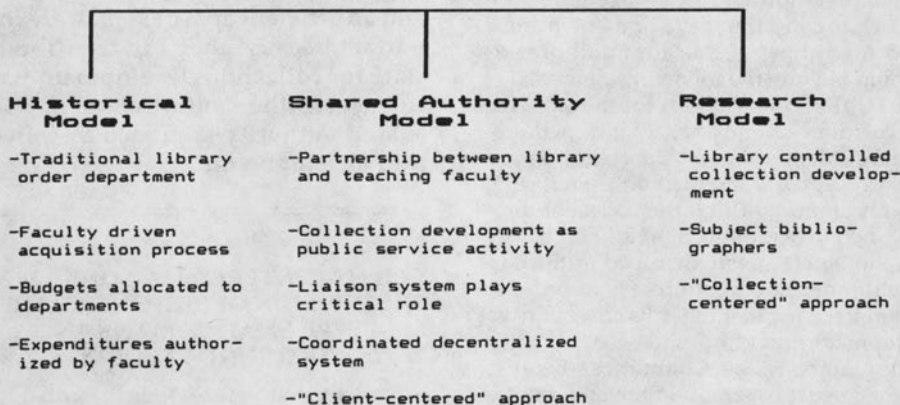 Historical
Model
-Traditional library
order department
-Faculty driven
acquisition process
-Budgets allocated to
departments
-Expenditures author-
ized by faculty
Shared Authority
Model
-Partnership between library
and teaching faculty
-Collection development as
public service activity
-Liaison system plays
critical role
-Coordinated decentralized
system
-"Client-centered" approach
Research
Model
-Library controlled
collection develop-
ment
-Subject biblio-
graphers
-"Collection-
centered" approach